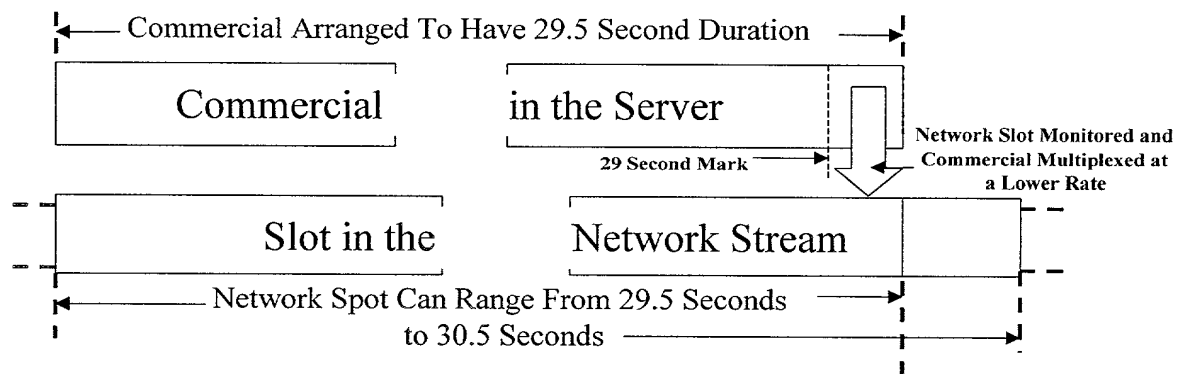 Commercial Arranged To Have 29.5 Second Duration
Commercial in the Server
Network Slot Monitored and
Commercial Multiplexed at
a Lower Rate
29 Second Mark
Slot in the Network Stream
Network Spot Can Range From 29.5 Seconds
to 30.5 Seconds